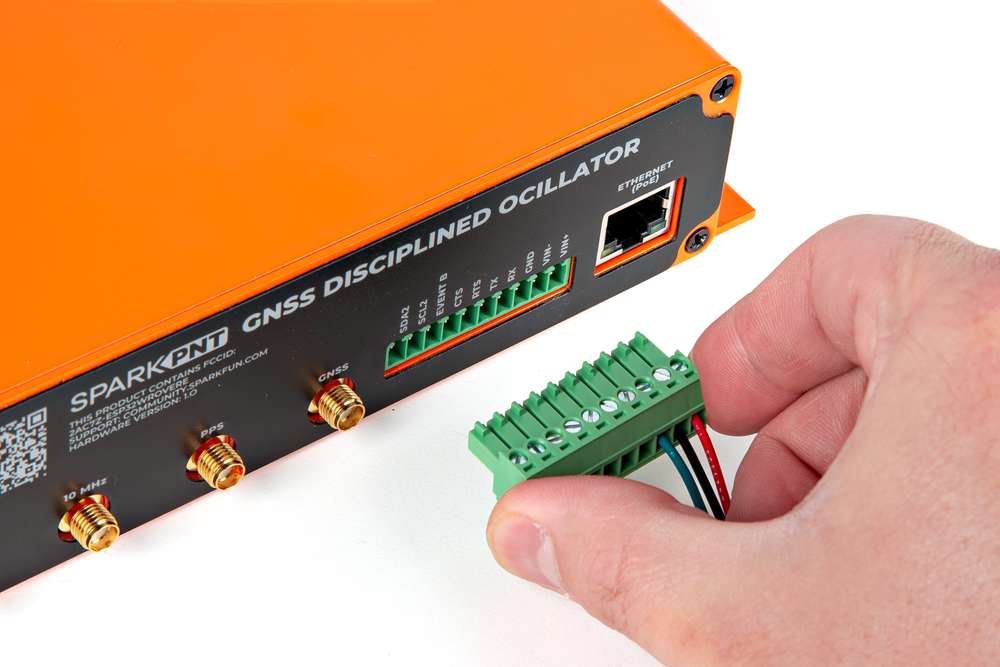 SPARKPNT GNSS DISCIPLINED OCILLATOR
THIS PRODUCT CONTAINS FCCID:
2AC7Z-ESP32WROVERE
SUPPORT: COMMUNITY.SPARKFUN.COM
HARDWARE VERSION: 1.0
10 MHz
PPS
GNSS
SDA2
SCL2
EVENT B
CTS
RTS
TX
RX
GND
VIN-
VIN+
ETHERNET
(PoE)